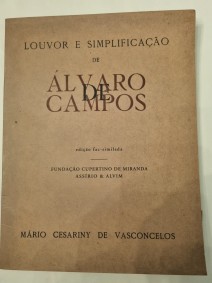 LOUVOR E SIMPLIFICAÇÃO
DE
ÁLVARO
DE
CAMPOS
edição fac-similada
FUNDAÇÃO CUPERTINO DE MIRANDA
ASSÍRIO & ALVIM
MÁRIO CESARINY DE VASCONCELOS